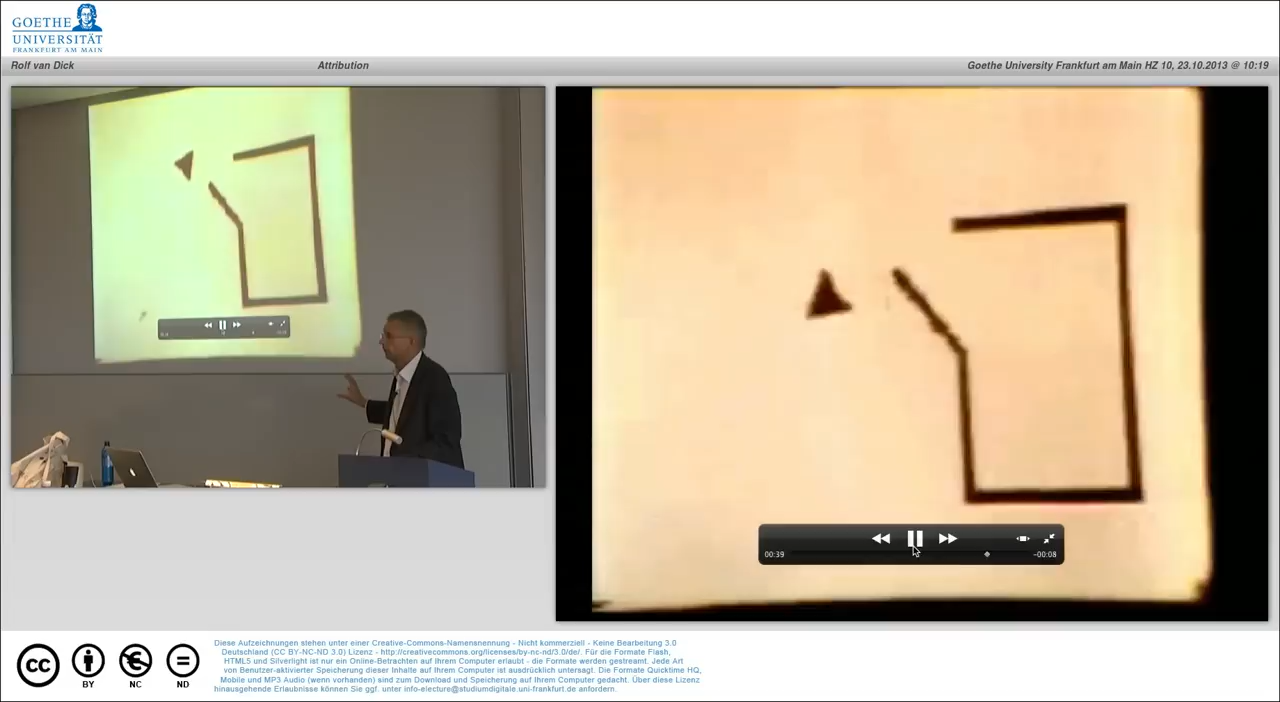 GOETHE
UNIVERSITÄT
FRANKFURT AM MAIN
Rolf van Dick
Attribution
Goethe University Frankfurt am Main HZ 10, 23.10.2013 @ 10:19
00:39
-00:08
cc
BY
NC
ND
Diese Aufzeichnungen stehen unter einer Creative-Commons-Namensnennung - Nicht kommerziell - Keine Bearbeitung 3.0
Deutschland (CC BY-NC-ND 3.0) Lizenz - http://creativecommons.org/licenses/by-nc-nd/3.0/de/. Für die Formate Flash,
HTML5 und Silverlight ist nur ein Online-Betrachten auf Ihrem Computer erlaubt - die Formate werden gestreamt. Jede Art
von Benutzer-aktivierter Speicherung dieser Inhalte auf Ihrem Computer ist ausdrücklich untersagt. Die Formate Quicktime HQ,
Mobile und MP3 Audio (wenn vorhanden) sind zum Download und Speicherung auf Ihrem Computer gedacht. Über diese Lizenz
hinausgehende Erlaubnisse können Sie ggf. unter info-electure@studiumdigitale.uni-frankfurt.de anfordern.